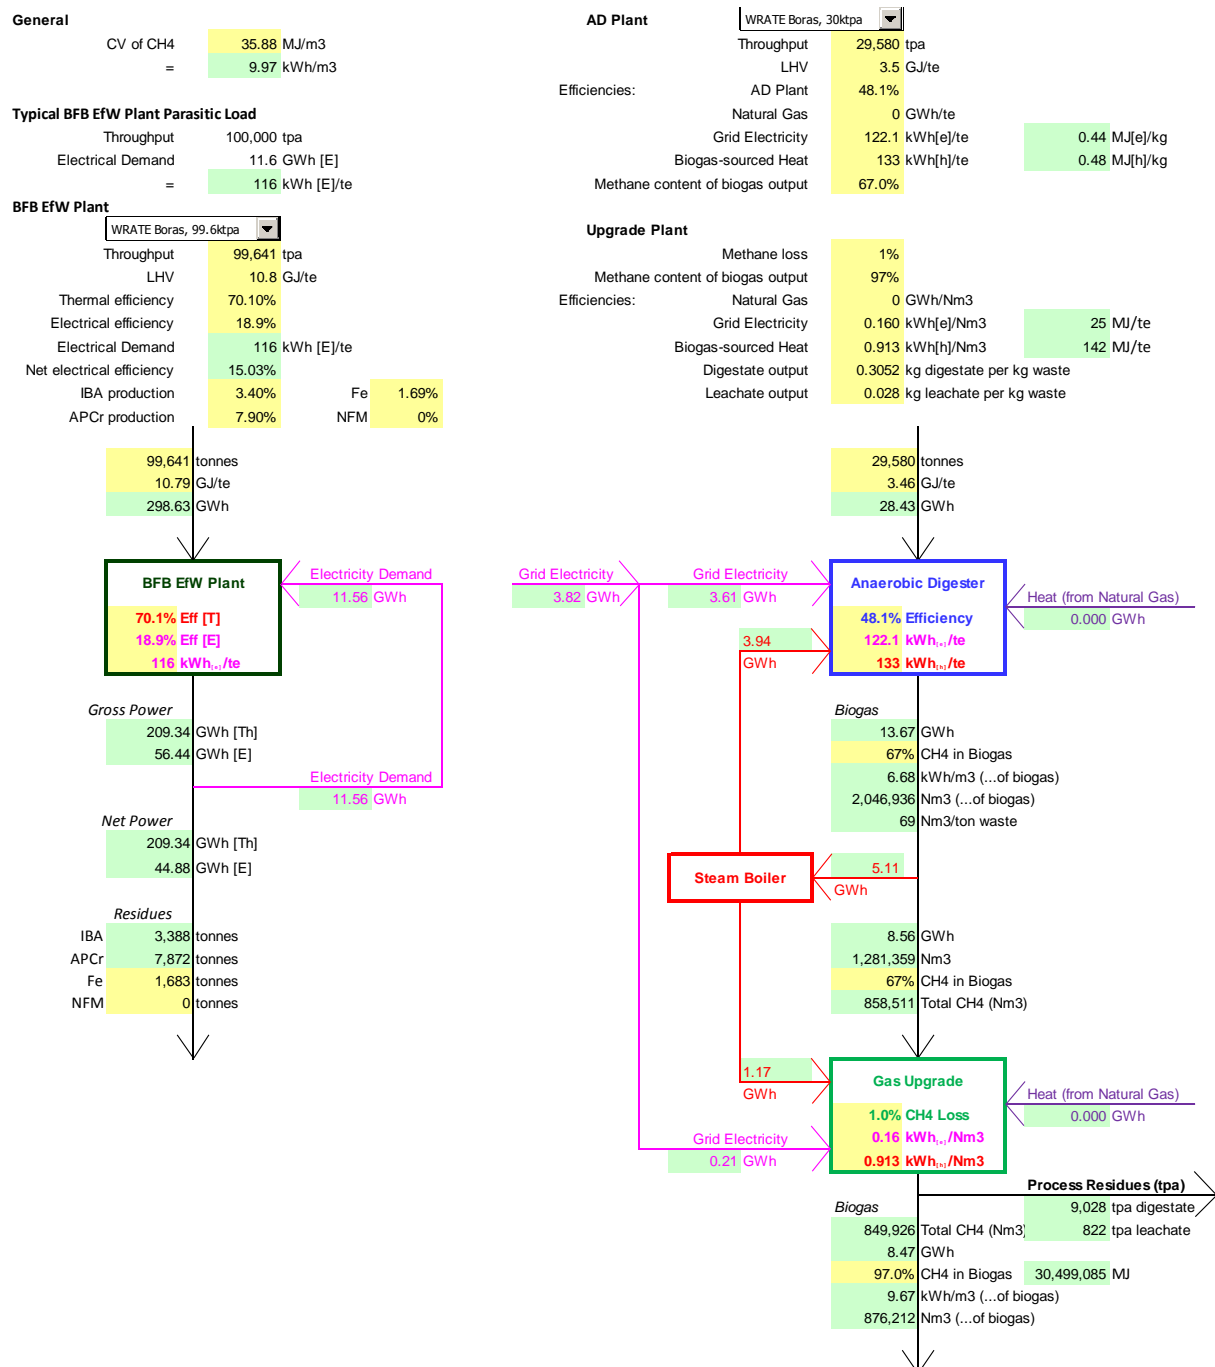 General
CV of CH4 35.88 MJ/m3
= 9.97 kWh/m3
Typical BFB EfW Plant Parasitic Load
Throughput 100,000 tpa
Electrical Demand 11.6 GWh [E]
= 116 kWh [E]/te
BFB EfW Plant
WRATE Boras, 99.6ktpa
Throughput 99,641 tpa
LHV 10.8 GJ/te
Thermal efficiency 70.10%
Electrical efficiency 18.9%
Electrical Demand 116 kWh [E]/te
Net electrical efficiency 15.03%
IBA production 3.40% Fe 1.69%
APCr production 7.90% NFM 0%
99,641 tonnes
10.79 GJ/te
298.63 GWh
BFB EfW Plant
70.1% Eff [T]
18.9% Eff [E]
116 kWh[e]/te
Electricity Demand
11.56 GWh
Gross Power
209.34 GWh [Th]
56.44 GWh [E]
Electricity Demand
11.56 GWh
Net Power
209.34 GWh [Th]
44.88 GWh [E]
Residues
IBA 3,388 tonnes
APCr 7,872 tonnes
Fe 1,683 tonnes
NFM 0 tonnes
AD Plant WRATE Boras, 30ktpa
Throughput 29,580 tpa
LHV 3.5 GJ/te
Efficiencies: AD Plant 48.1%
Natural Gas 0 GWh/te
Grid Electricity 122.1 kWh[e]/te 0.44 MJ[e]/kg
Biogas-sourced Heat 133 kWh[h]/te 0.48 MJ[h]/kg
Methane content of biogas output 67.0%
Upgrade Plant
Methane loss 1%
Methane content of biogas output 97%
Efficiencies: Natural Gas 0 GWh/Nm3
Grid Electricity 0.160 kWh[e]/Nm3 25 MJ/te
Biogas-sourced Heat 0.913 kWh[h]/Nm3 142 MJ/te
Digestate output 0.3052 kg digestate per kg waste
Leachate output 0.028 kg leachate per kg waste
29,580 tonnes
3.46 GJ/te
28.43 GWh
Grid Electricity
3.82 GWh
Grid Electricity
3.61 GWh
Anaerobic Digester
48.1% Efficiency
122.1 kWh[e]/te
133 kWh[h]/te
Heat (from Natural Gas)
0.000 GWh
3.94
GWh
Biogas
13.67 GWh
67% CH4 in Biogas
6.68 kWh/m3 (...of biogas)
2,046,936 Nm3 (...of biogas)
69 Nm3/ton waste
Steam Boiler
5.11
GWh
8.56 GWh
1,281,359 Nm3
67% CH4 in Biogas
858,511 Total CH4 (Nm3)
1.17
GWh
Gas Upgrade
1.0% CH4 Loss
0.16 kWh[e]/Nm3
0.913 kWh[h]/Nm3
Heat (from Natural Gas)
0.000 GWh
Grid Electricity
0.21 GWh
Process Residues (tpa)
9,028 tpa digestate
822 tpa leachate
Biogas
849,926 Total CH4 (Nm3)
8.47 GWh
97.0% CH4 in Biogas 30,499,085 MJ
9.67 kWh/m3 (...of biogas)
876,212 Nm3 (...of biogas)